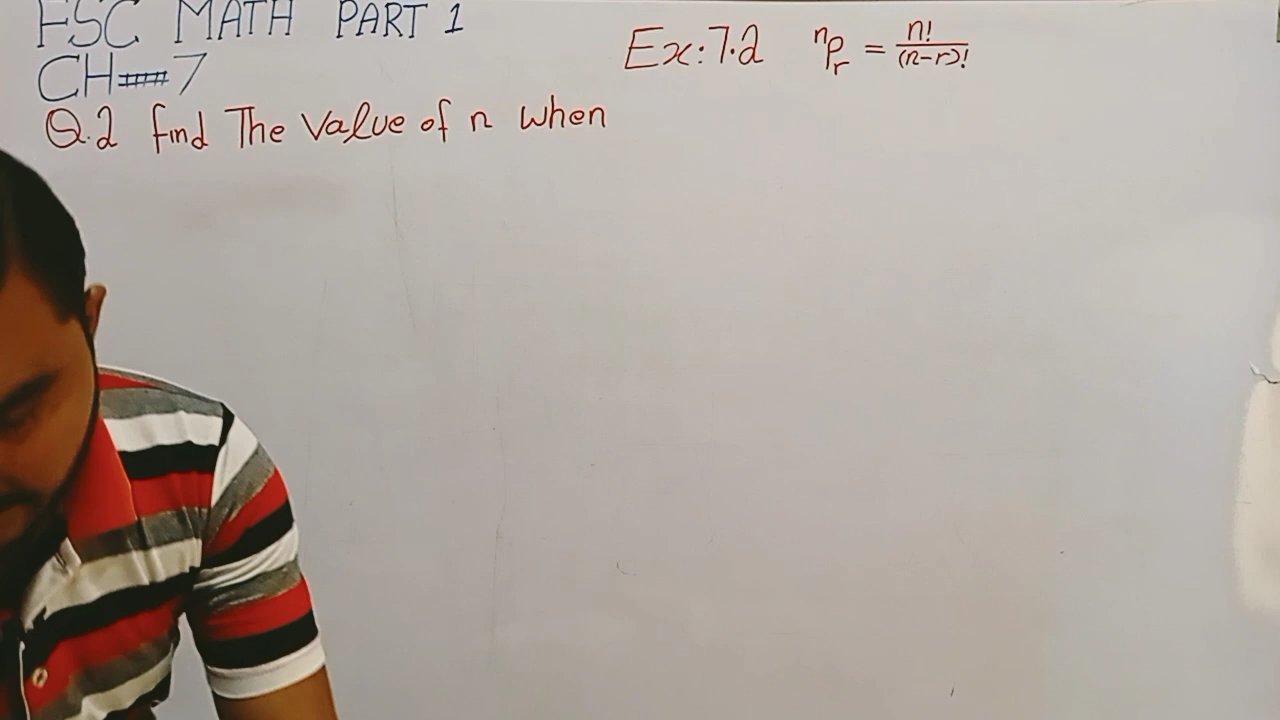 FSC MATH PART 1
CH 7
Ex: 7.2 nPr = n!/(n-r)!
Q.2 find The Value of n when